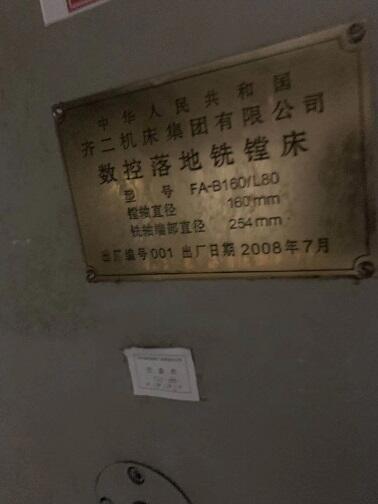 中华人民共和国
齐二机床集团有限公司
数控落地铣镗床
型 号 FA-B160/L80
镗轴直径 160mm
铣轴端部直径 254mm
出厂编号001 出厂日期 2008年7月